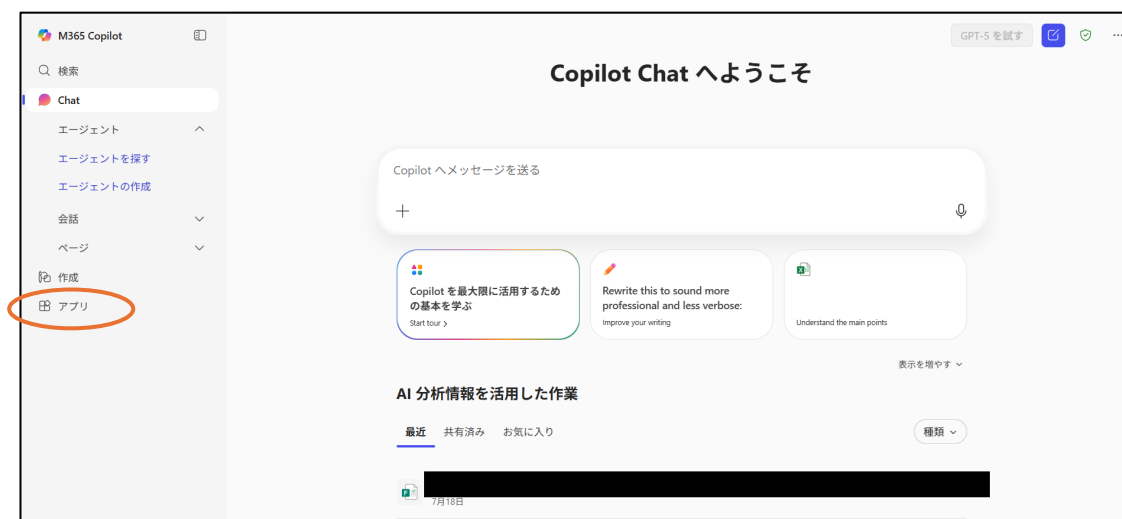 M365 Copilot
検索
Chat
エージェント
エージェントを探す
エージェントの作成
会話
ページ
作成
アプリ
GPT-5 を試す
Copilot Chat へようこそ
Copilot へメッセージを送る
Copilot を最大限に活用するため
の基本を学ぶ
Start tour >
Rewrite this to sound more
professional and less verbose:
Improve your writing
Understand the main points
表示を増やす
AI 分析情報を活用した作業
最近 共有済み お気に入り
種類
7月18日